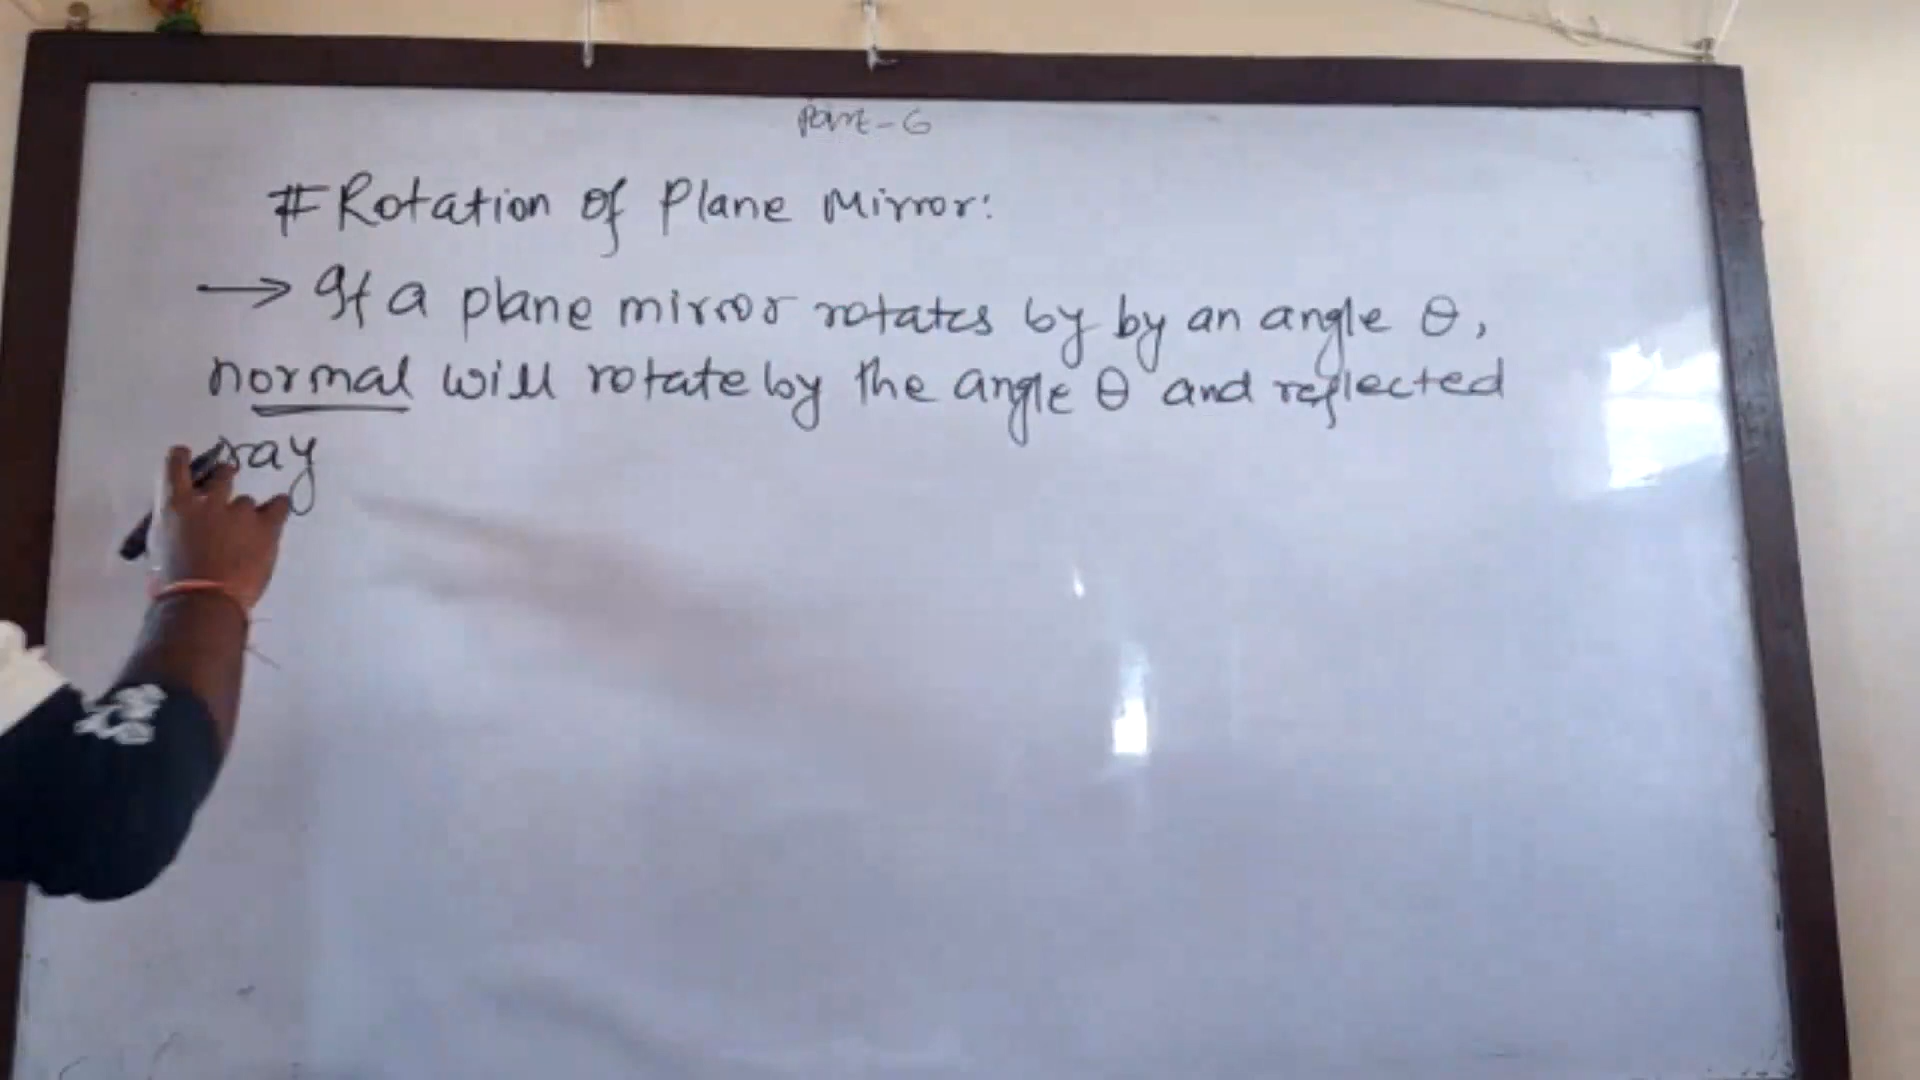 Part-6
#Rotation of Plane Mirror:
→ If a plane mirror rotates by by an angle θ,
normal will rotate by the angle θ and reflected
ray